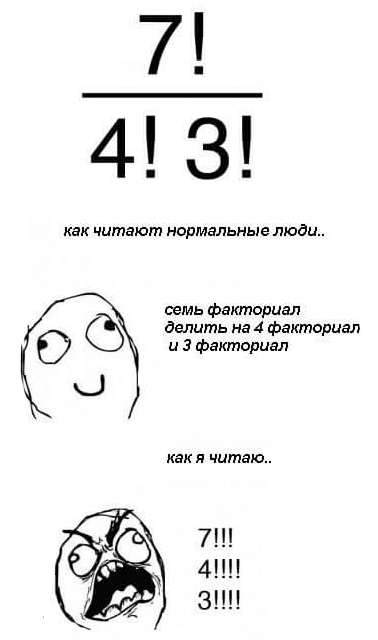 7!
4! 3!
как читают нормальные люди..
семь факториал
делить на 4 факториал
и 3 факториал
как я читаю..
7!!!
4!!!!
3!!!!